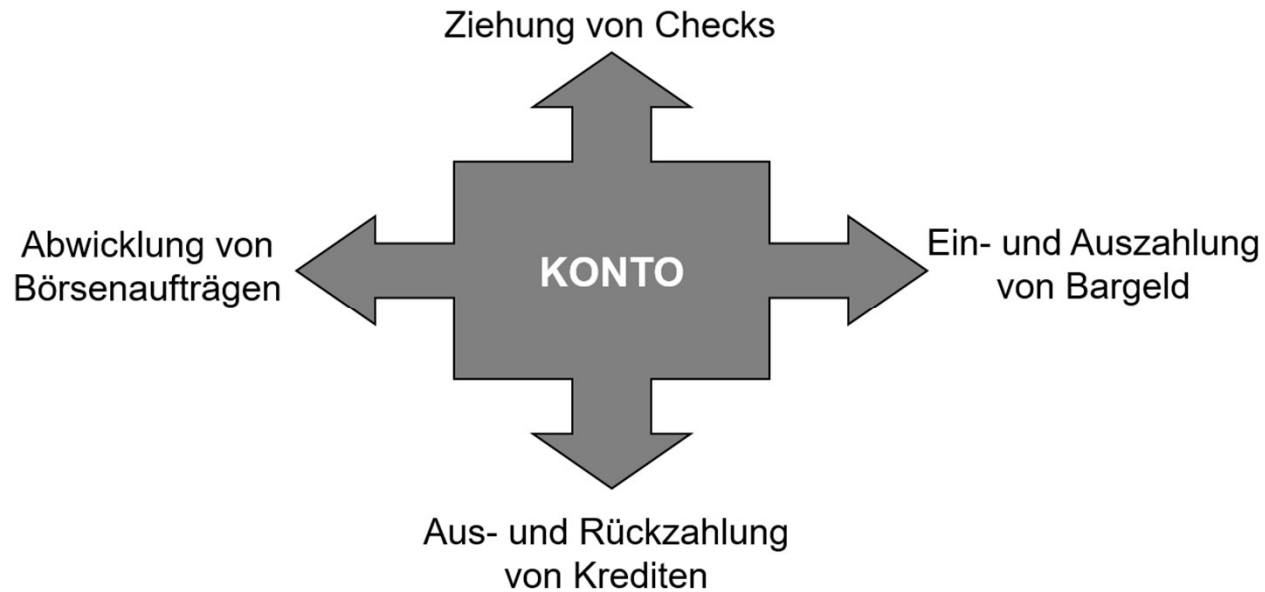 Ziehung von Checks
Abwicklung von
Börsenaufträgen
KONTO
Ein- und Auszahlung
von Bargeld
Aus- und Rückzahlung
von Krediten